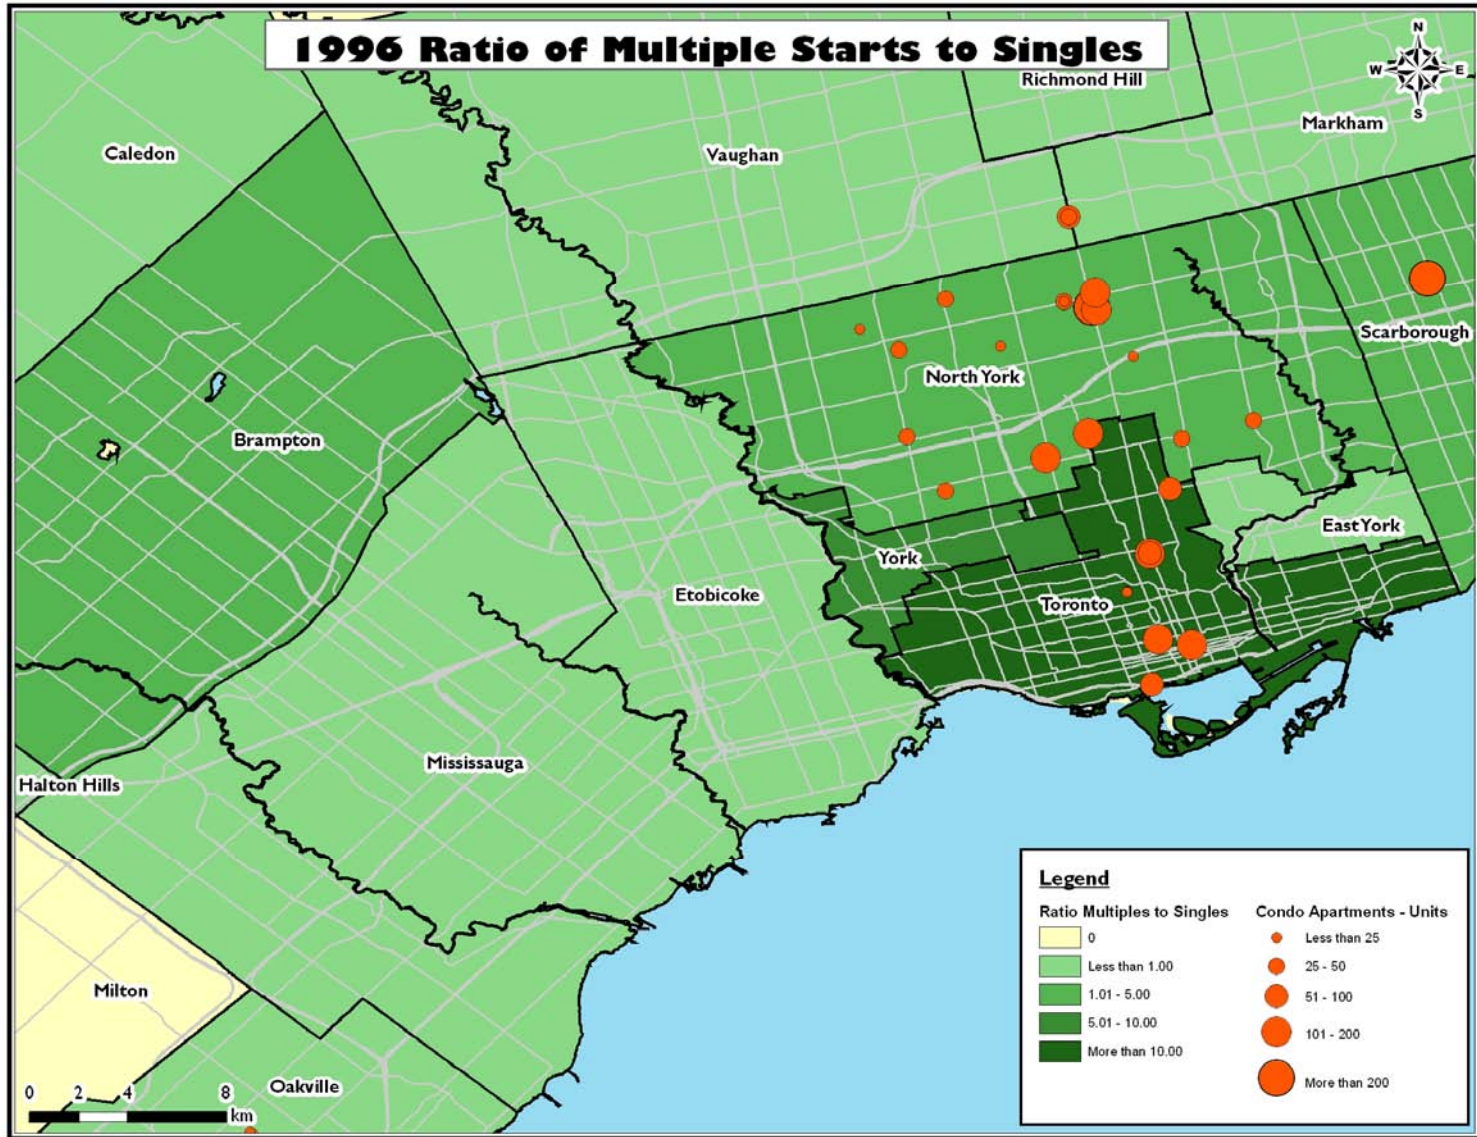 1996 Ratio of Multiple Starts to Singles
N
W E
S
Richmond Hill
Markham
Caledon
Vaughan
Scarborough
North York
Brampton
East York
York
Etobicoke
Toronto
Mississauga
Halton Hills
Milton
Oakville
0 2 4 8
km
Legend
Ratio Multiples to Singles
0
Less than 1.00
1.01 - 5.00
5.01 - 10.00
More than 10.00
Condo Apartments - Units
Less than 25
25 - 50
51 - 100
101 - 200
More than 200